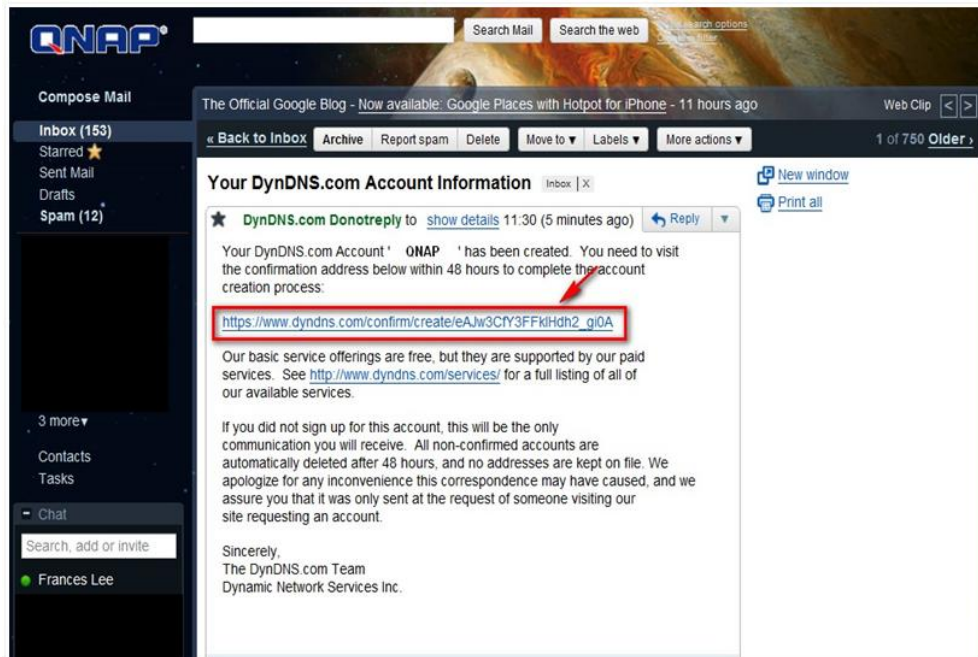 QNAP®
Search Mail
Search the web
search options
Compose Mail
The Official Google Blog - Now available: Google Places with Hotpot for iPhone - 11 hours ago
Web Clip < >
Inbox (153)
Starred
Sent Mail
Drafts
Spam (12)
« Back to Inbox Archive Report spam Delete Move to ▼ Labels ▼ More actions ▼
1 of 750 Older ›
Your DynDNS.com Account Information Inbox | X
New window
Print all
DynDNS.com Donotreply to show details 11:30 (5 minutes ago) Reply ▼
Your DynDNS.com Account ' QNAP ' has been created. You need to visit
the confirmation address below within 48 hours to complete the account
creation process:
https://www.dyndns.com/confirm/create/eAJw3CfY3FFklHdh2_gi0A
Our basic service offerings are free, but they are supported by our paid
services. See http://www.dyndns.com/services/ for a full listing of all of
our available services.
If you did not sign up for this account, this will be the only
communication you will receive. All non-confirmed accounts are
automatically deleted after 48 hours, and no addresses are kept on file. We
apologize for any inconvenience this correspondence may have caused, and we
assure you that it was only sent at the request of someone visiting our
site requesting an account.
Sincerely,
The DynDNS.com Team
Dynamic Network Services Inc.
3 more▼
Contacts
Tasks
Chat
Search, add or invite
Frances Lee